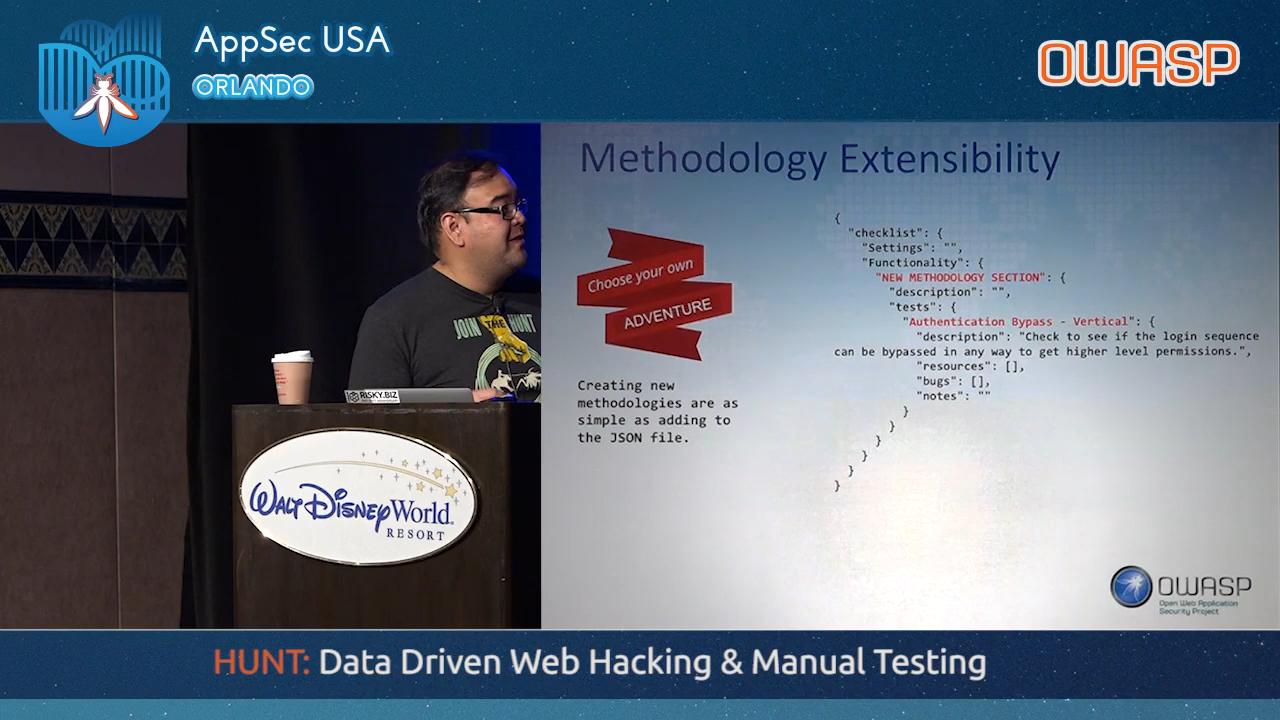 AppSec USA
ORLANDO
OWASP
Methodology Extensibility
Choose your own
ADVENTURE
Creating new
methodologies are as
simple as adding to
the JSON file.
{
"checklist": {
"Settings": "",
"Functionality": {
"NEW METHODOLOGY SECTION": {
"description": "",
"tests": {
"Authentication Bypass - Vertical": {
"description": "Check to see if the login sequence
can be bypassed in any way to get higher level permissions.",
"resources": [],
"bugs": [],
"notes": ""
}
}
}
}
}
}
OWASP
Open Web Application
Security Project
JOIN THE HUNT
RISKY.BIZ
WALT DISNEY World
RESORT
HUNT: Data Driven Web Hacking & Manual Testing